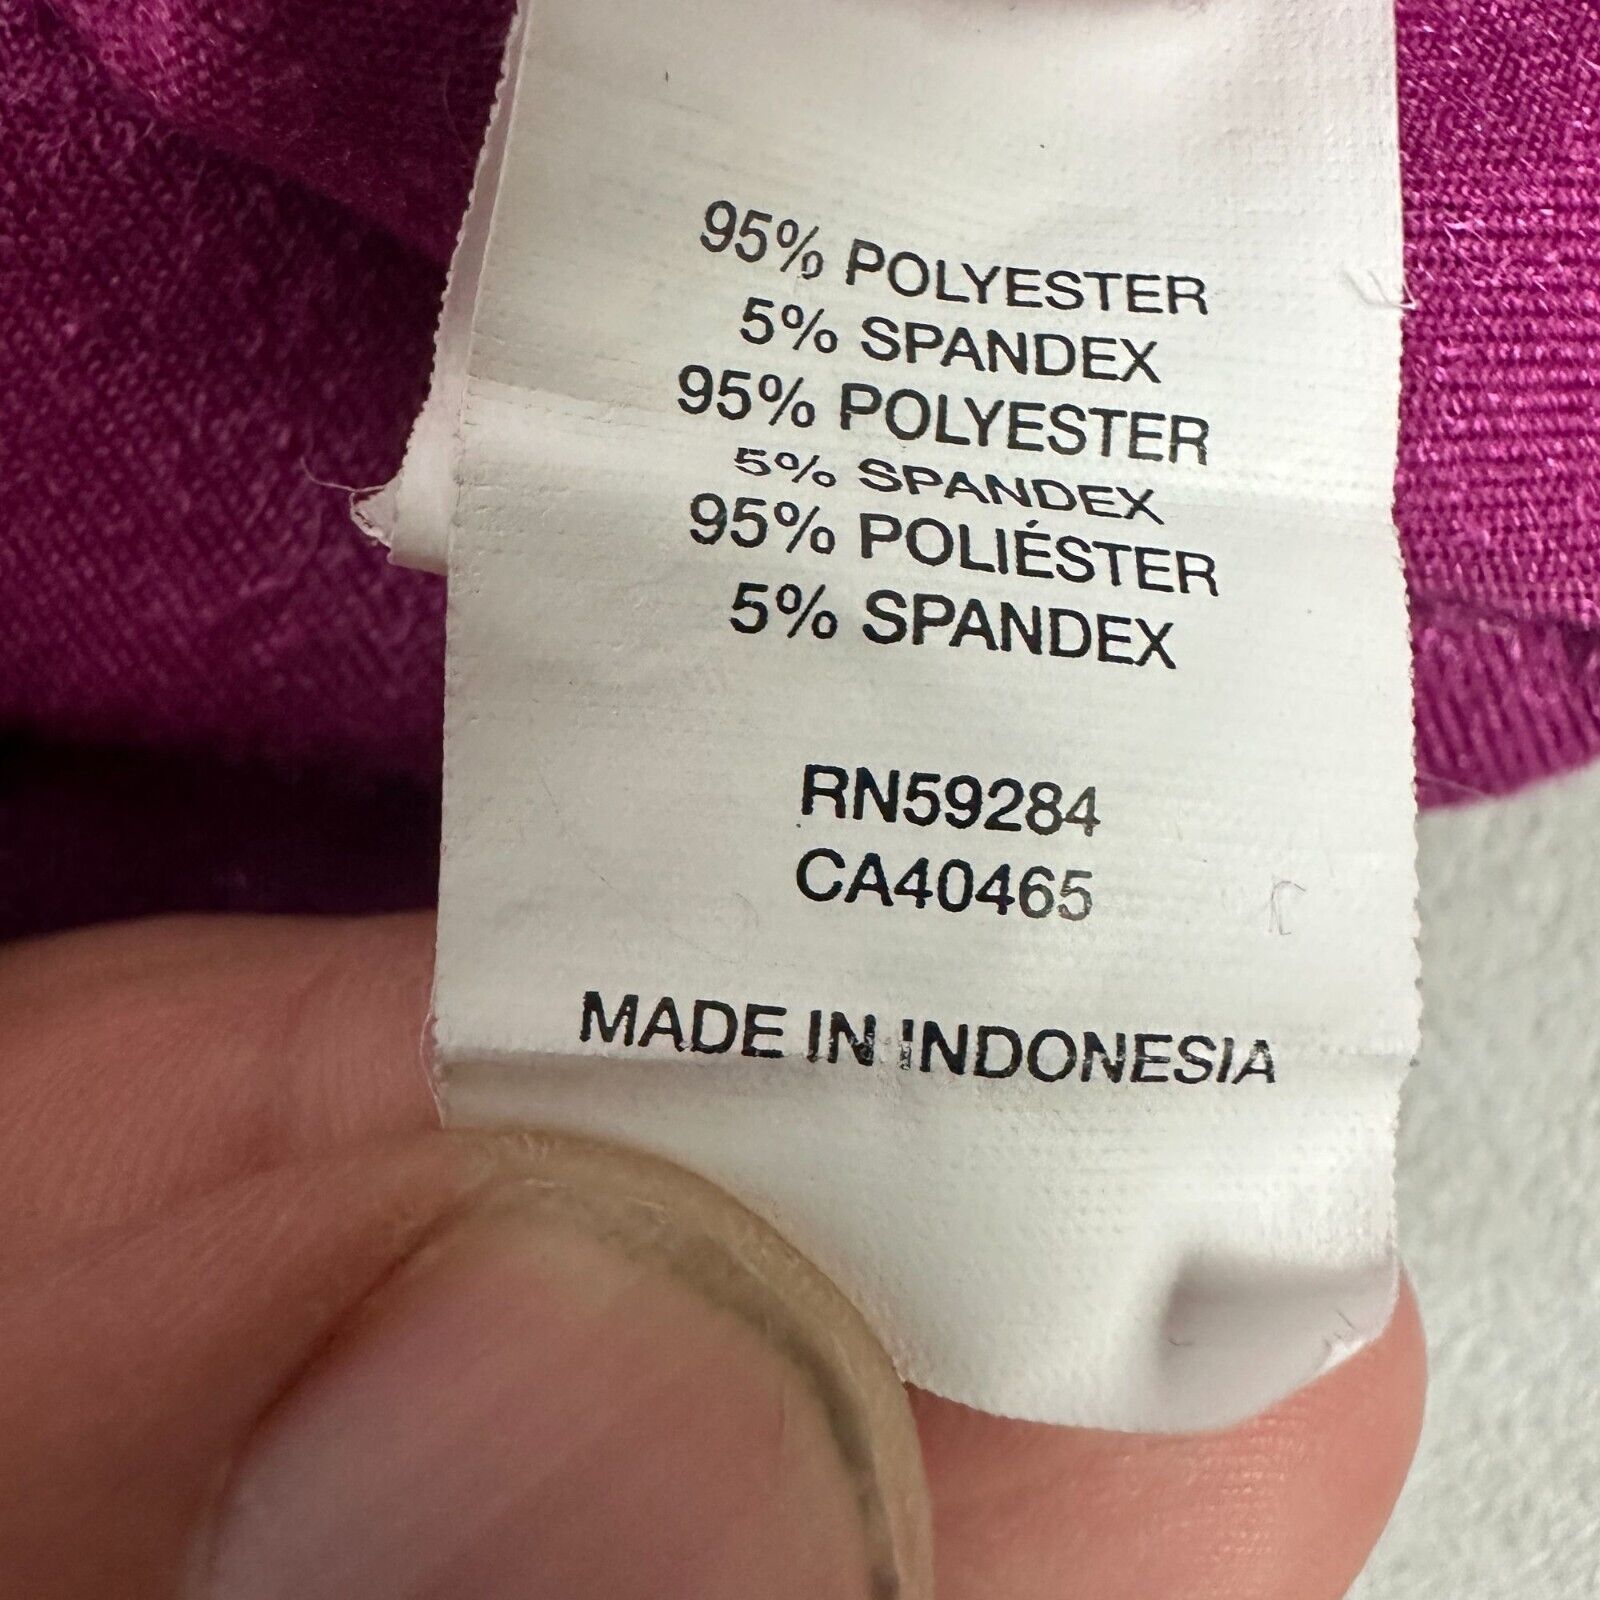 95% POLYESTER
5% SPANDEX
95% POLYESTER
5% SPANDEX
95% POLIÉSTER
5% SPANDEX
RN59284
CA40465
MADE IN INDONESIA